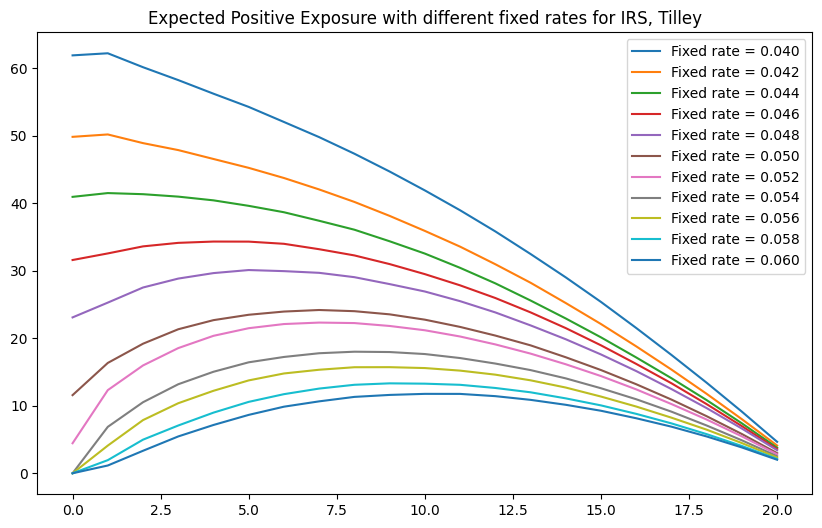 Expected Positive Exposure with different fixed rates for IRS, Tilley
Fixed rate = 0.040
Fixed rate = 0.042
Fixed rate = 0.044
Fixed rate = 0.046
Fixed rate = 0.048
Fixed rate = 0.050
Fixed rate = 0.052
Fixed rate = 0.054
Fixed rate = 0.056
Fixed rate = 0.058
Fixed rate = 0.060
60
50
40
30
20
10
0
0.0 2.5 5.0 7.5 10.0 12.5 15.0 17.5 20.0